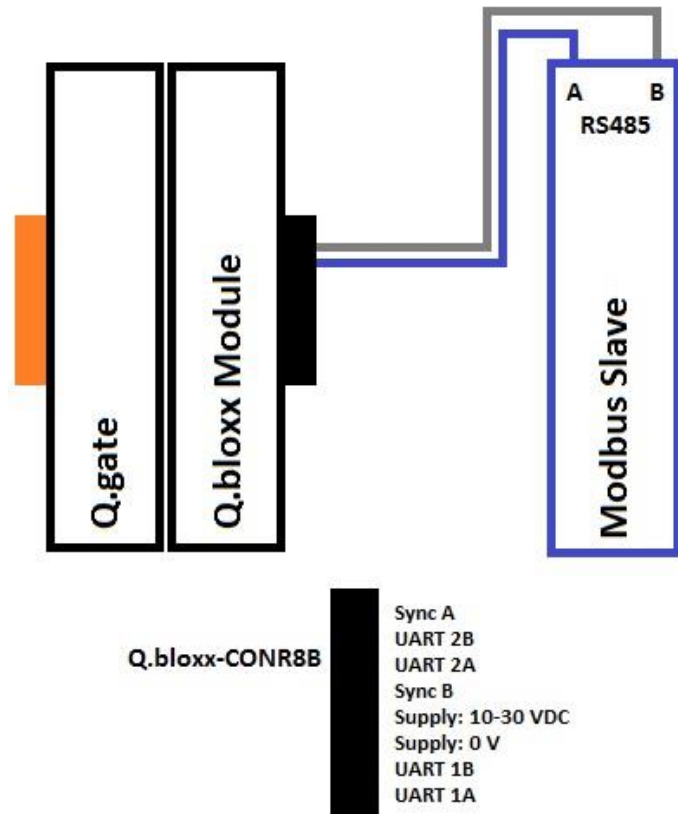 A B
RS485
Q.gate
Q.bloxx Module
Modbus Slave
Q.bloxx-CONR8B
Sync A
UART 2B
UART 2A
Sync B
Supply: 10-30 VDC
Supply: 0 V
UART 1B
UART 1A